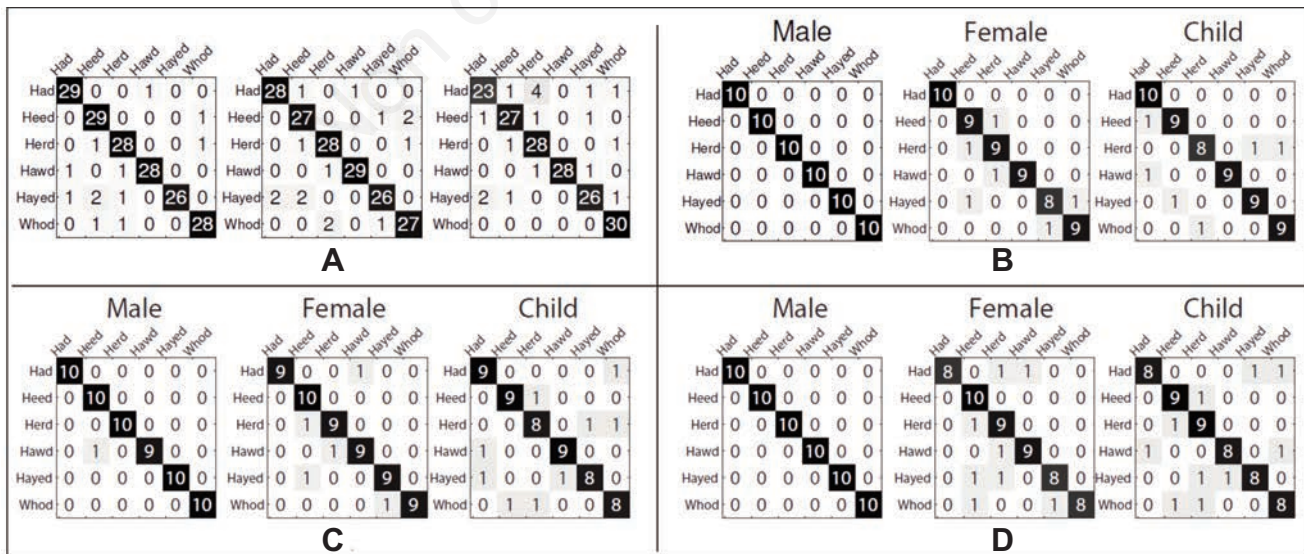 Had Heed Herd Hawd Hayed Whod
Had 29 0 0 1 0 0
Heed 0 29 0 0 0 1
Herd 0 1 28 0 0 1
Hawd 1 0 1 28 0 0
Hayed 1 2 1 0 26 0
Whod 0 1 1 0 0 28
Had Heed Herd Hawd Hayed Whod
Had 28 1 0 1 0 0
Heed 0 27 0 0 1 2
Herd 0 1 28 0 0 1
Hawd 0 0 1 29 0 0
Hayed 2 2 0 0 26 0
Whod 0 0 2 0 1 27
Had Heed Herd Hawd Hayed Whod
Had 23 1 4 0 1 1
Heed 1 27 1 0 1 0
Herd 0 1 28 0 0 1
Hawd 0 0 1 28 1 0
Hayed 2 1 0 0 26 1
Whod 0 0 0 0 0 30
A
Male
Had Heed Herd Hawd Hayed Whod
Had 10 0 0 0 0 0
Heed 0 10 0 0 0 0
Herd 0 0 10 0 0 0
Hawd 0 0 0 10 0 0
Hayed 0 0 0 0 10 0
Whod 0 0 0 0 0 10
Female
Had Heed Herd Hawd Hayed Whod
Had 10 0 0 0 0 0
Heed 0 9 1 0 0 0
Herd 0 1 9 0 0 0
Hawd 0 0 1 9 0 0
Hayed 0 1 0 0 8 1
Whod 0 0 0 0 1 9
Child
Had Heed Herd Hawd Hayed Whod
Had 10 0 0 0 0 0
Heed 1 9 0 0 0 0
Herd 0 0 8 0 1 1
Hawd 1 0 0 9 0 0
Hayed 0 1 0 0 9 0
Whod 0 0 1 0 0 9
B
Male
Had Heed Herd Hawd Hayed Whod
Had 10 0 0 0 0 0
Heed 0 10 0 0 0 0
Herd 0 0 10 0 0 0
Hawd 0 1 0 9 0 0
Hayed 0 0 0 0 10 0
Whod 0 0 0 0 0 10
Female
Had Heed Herd Hawd Hayed Whod
Had 9 0 0 1 0 0
Heed 0 10 0 0 0 0
Herd 0 1 9 0 0 0
Hawd 0 0 1 9 0 0
Hayed 0 1 0 0 9 0
Whod 0 0 0 0 1 9
Child
Had Heed Herd Hawd Hayed Whod
Had 9 0 0 0 0 1
Heed 0 9 1 0 0 0
Herd 0 0 8 0 1 1
Hawd 1 0 0 9 0 0
Hayed 1 0 0 1 8 0
Whod 0 1 1 0 0 8
C
Male
Had Heed Herd Hawd Hayed Whod
Had 10 0 0 0 0 0
Heed 0 10 0 0 0 0
Herd 0 0 10 0 0 0
Hawd 0 0 0 10 0 0
Hayed 0 0 0 0 10 0
Whod 0 0 0 0 0 10
Female
Had Heed Herd Hawd Hayed Whod
Had 8 0 1 1 0 0
Heed 0 10 0 0 0 0
Herd 0 1 9 0 0 0
Hawd 0 0 1 9 0 0
Hayed 0 1 1 0 8 0
Whod 0 1 0 0 1 8
Child
Had Heed Herd Hawd Hayed Whod
Had 8 0 0 0 1 1
Heed 0 9 1 0 0 0
Herd 0 1 9 0 0 0
Hawd 1 0 0 8 0 1
Hayed 0 0 1 1 8 0
Whod 0 1 1 0 0 8
D